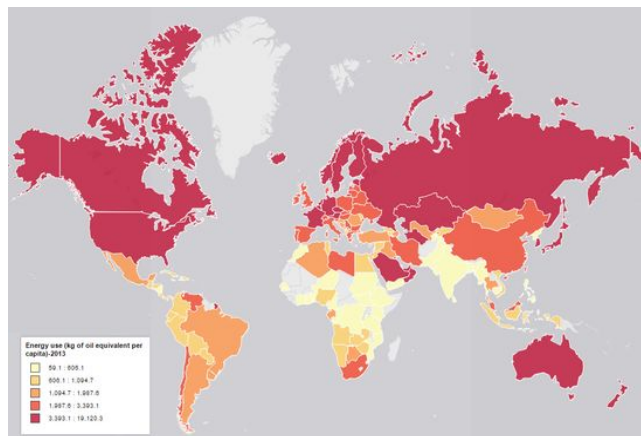 Energy use (kg of oil equivalent per
capita)-2013
59.1 : 606.1
606.1 : 1,094.7
1,094.7 : 1,987.6
1,987.6 : 3,393.1
3,393.1 : 19,120.3